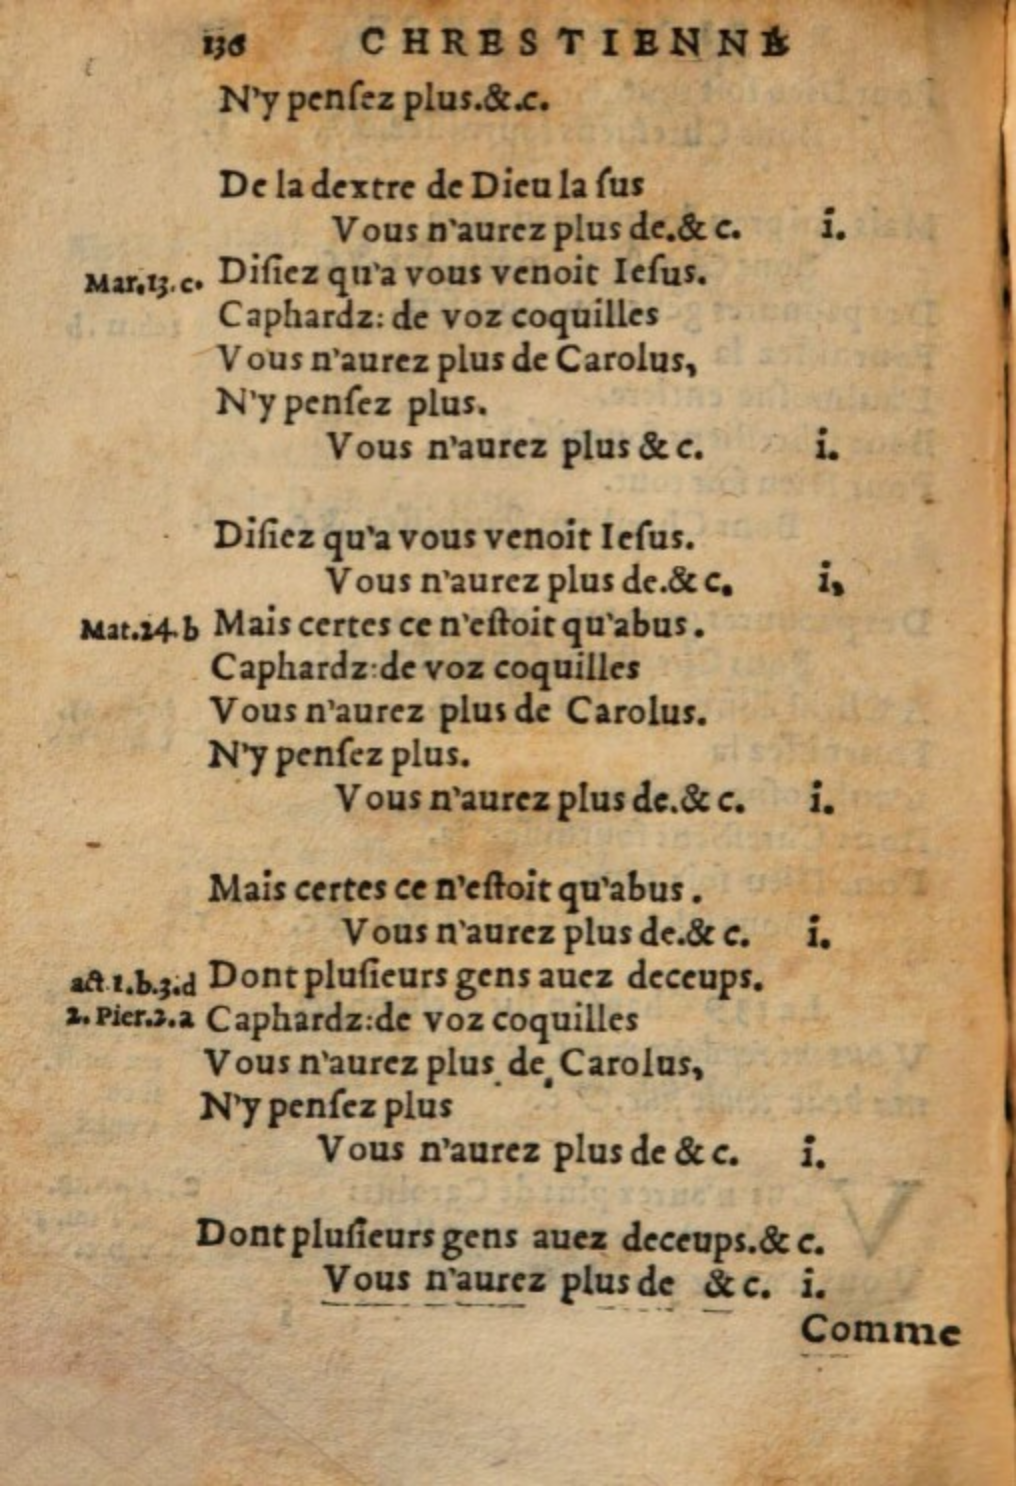 136 CHRESTIENNE
N'y penſez plus.&.c.
De la dextre de Dieu la ſus
Vous n'aurez plus de.& c. i.
Mar.13.c. Diſiez qu'a vous venoit Ieſus.
Caphardz: de voz coquilles
Vous n'aurez plus de Carolus,
N'y penſez plus.
Vous n'aurez plus & c. i.
Diſiez qu'a vous venoit Ieſus.
Vous n'aurez plus de.& c. i,
Mat.24.b Mais certes ce n'eſtoit qu'abus.
Caphardz:de voz coquilles
Vous n'aurez plus de Carolus.
N'y penſez plus.
Vous n'aurez plus de.& c. i.
Mais certes ce n'eſtoit qu'abus.
Vous n'aurez plus de.& c. i.
act.1.b.3.d Dont pluſieurs gens auez deceups.
2. Pier.2.a Caphardz:de voz coquilles
Vous n'aurez plus de Carolus,
N'y penſez plus
Vous n'aurez plus de & c. i.
Dont pluſieurs gens auez deceups.& c.
Vous n'aurez plus de & c. i.
Comme